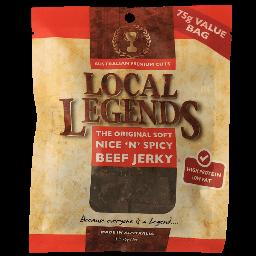 75g VALUE
BAG
AUSTRALIAN PREMIUM CUTS
LOCAL
LEGENDS
THE ORIGINAL SOFT
NICE 'N' SPICY
BEEF JERKY
HIGH PROTEIN
LOW FAT
Because everyone is a Legend....
MADE IN AUSTRALIA